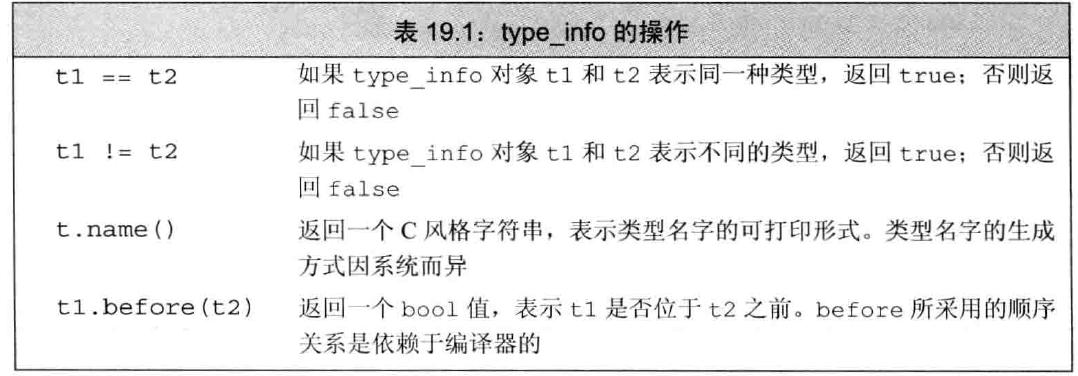 表 19.1：type_info 的操作
t1 == t2 如果 type_info 对象 t1 和 t2 表示同一种类型，返回 true；否则返
回 false
t1 != t2 如果 type_info 对象 t1 和 t2 表示不同的类型，返回 true；否则返
回 false
t.name() 返回一个 C 风格字符串，表示类型名字的可打印形式。类型名字的生成
方式因系统而异
t1.before(t2) 返回一个 bool 值，表示 t1 是否位于 t2 之前。before 所采用的顺序
关系是依赖于编译器的